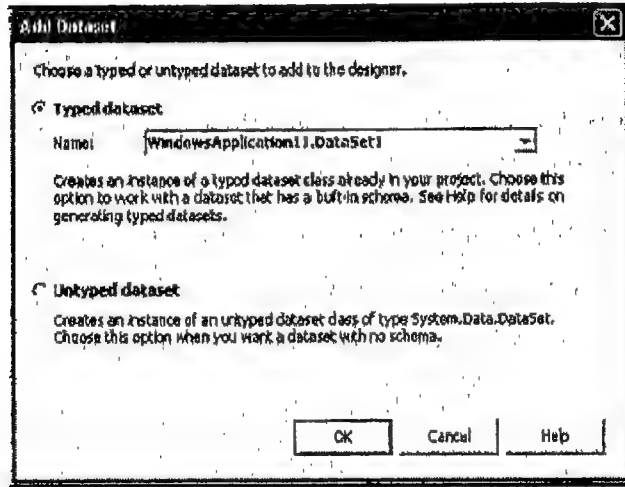 Add Dataset
Choose a typed or untyped dataset to add to the designer.
Typed dataset
Name: WindowsApplication11.DataSet1
Creates an instance of a typed dataset class already in your project. Choose this
option to work with a dataset that has a built-in schema. See Help for details on
generating typed datasets.
Untyped dataset
Creates an instance of an untyped dataset class of type System.Data.DataSet.
Choose this option when you want a dataset with no schema.
OK Cancel Help